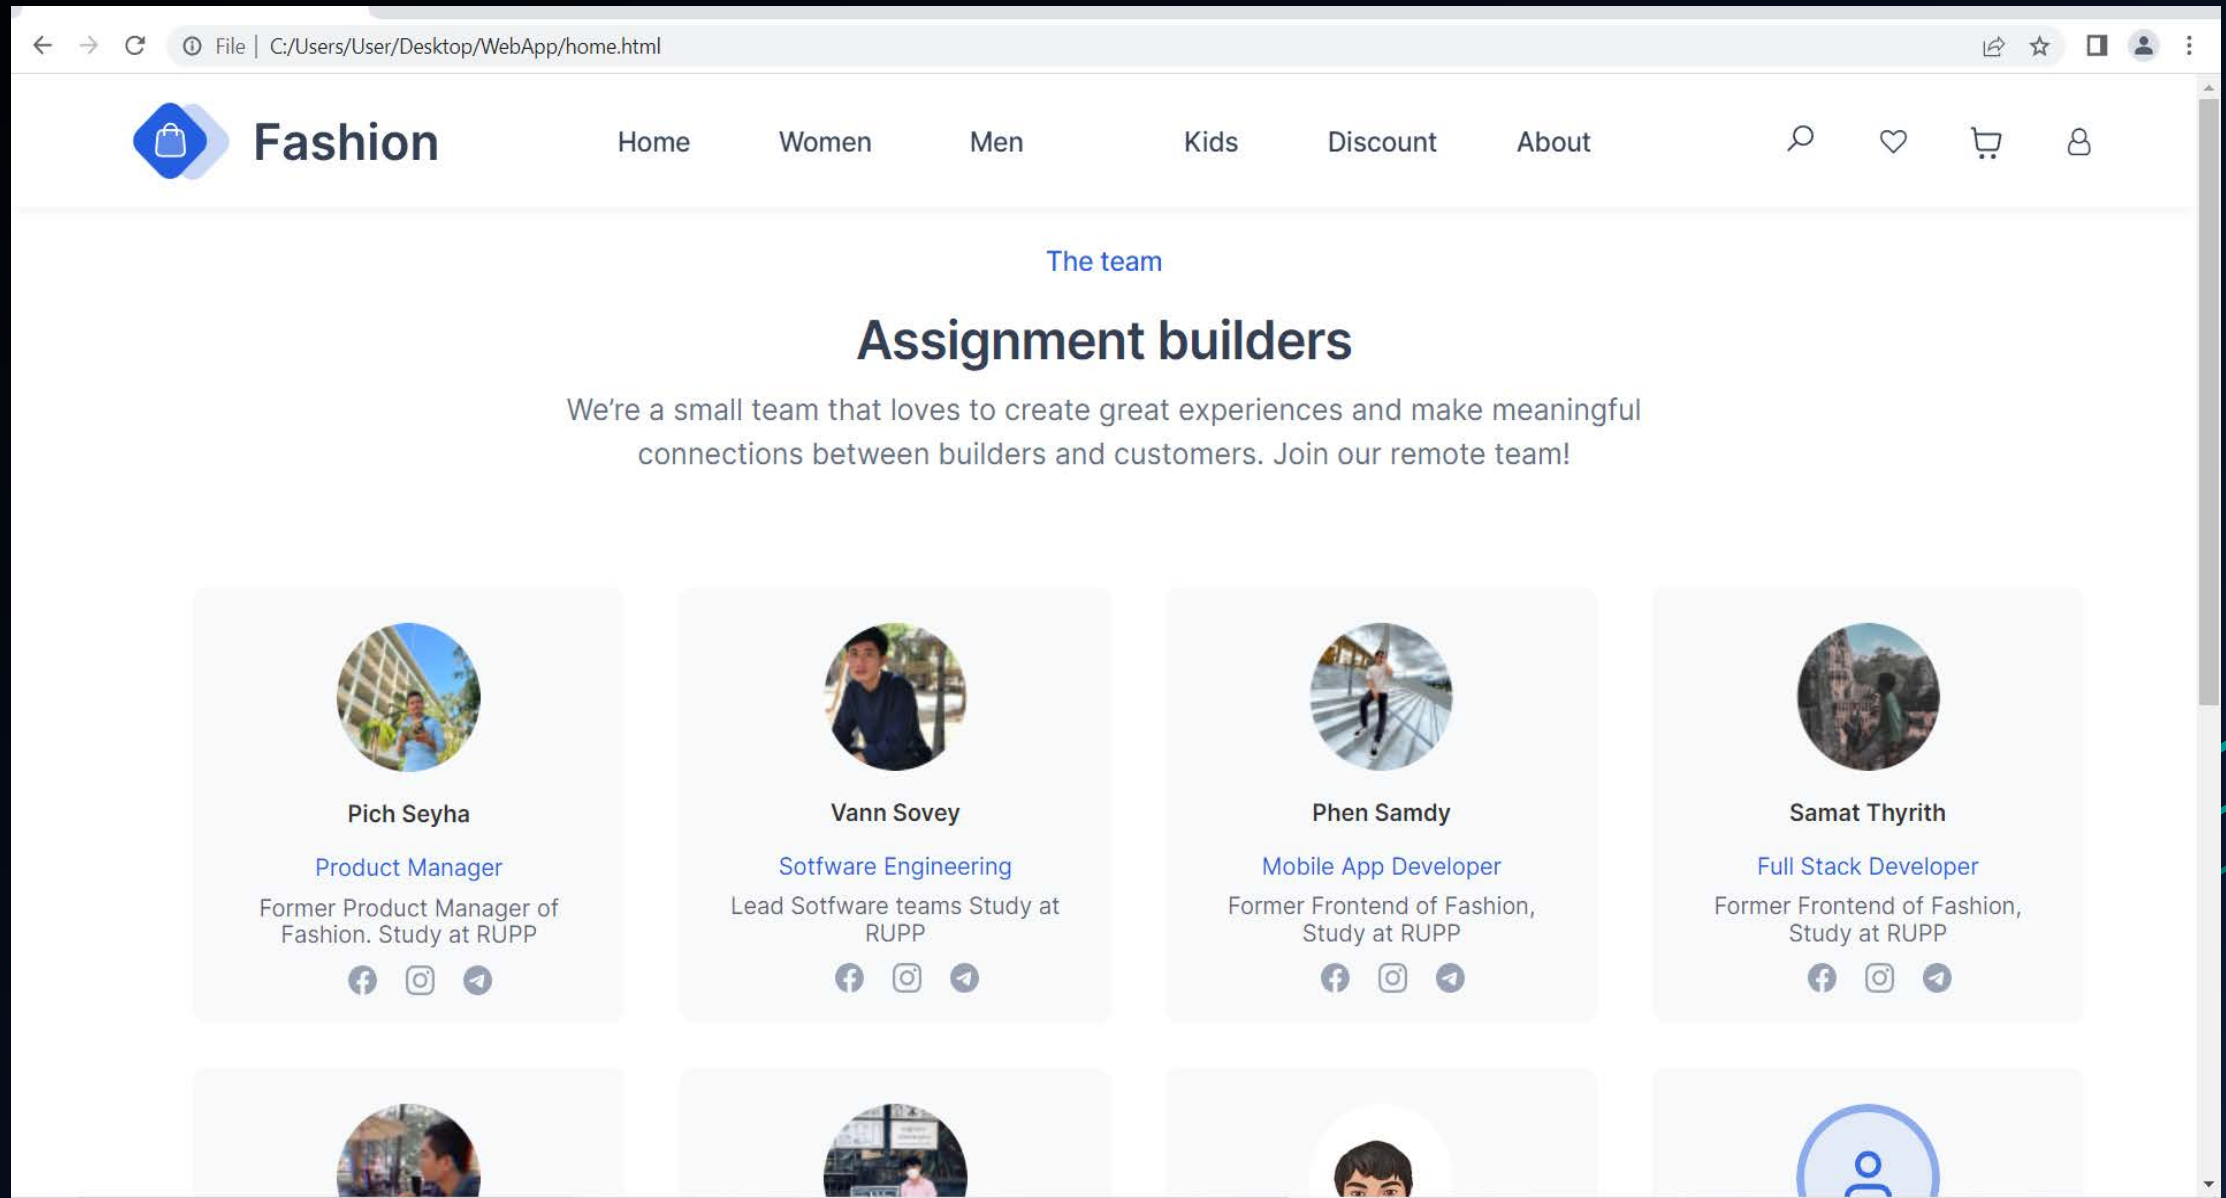 File | C:/Users/User/Desktop/WebApp/home.html
Fashion
Home Women Men Kids Discount About
The team
Assignment builders
We're a small team that loves to create great experiences and make meaningful
connections between builders and customers. Join our remote team!
Pich Seyha
Product Manager
Former Product Manager of
Fashion. Study at RUPP
Vann Sovey
Sotfware Engineering
Lead Sotfware teams Study at
RUPP
Phen Samdy
Mobile App Developer
Former Frontend of Fashion,
Study at RUPP
Samat Thyrith
Full Stack Developer
Former Frontend of Fashion,
Study at RUPP